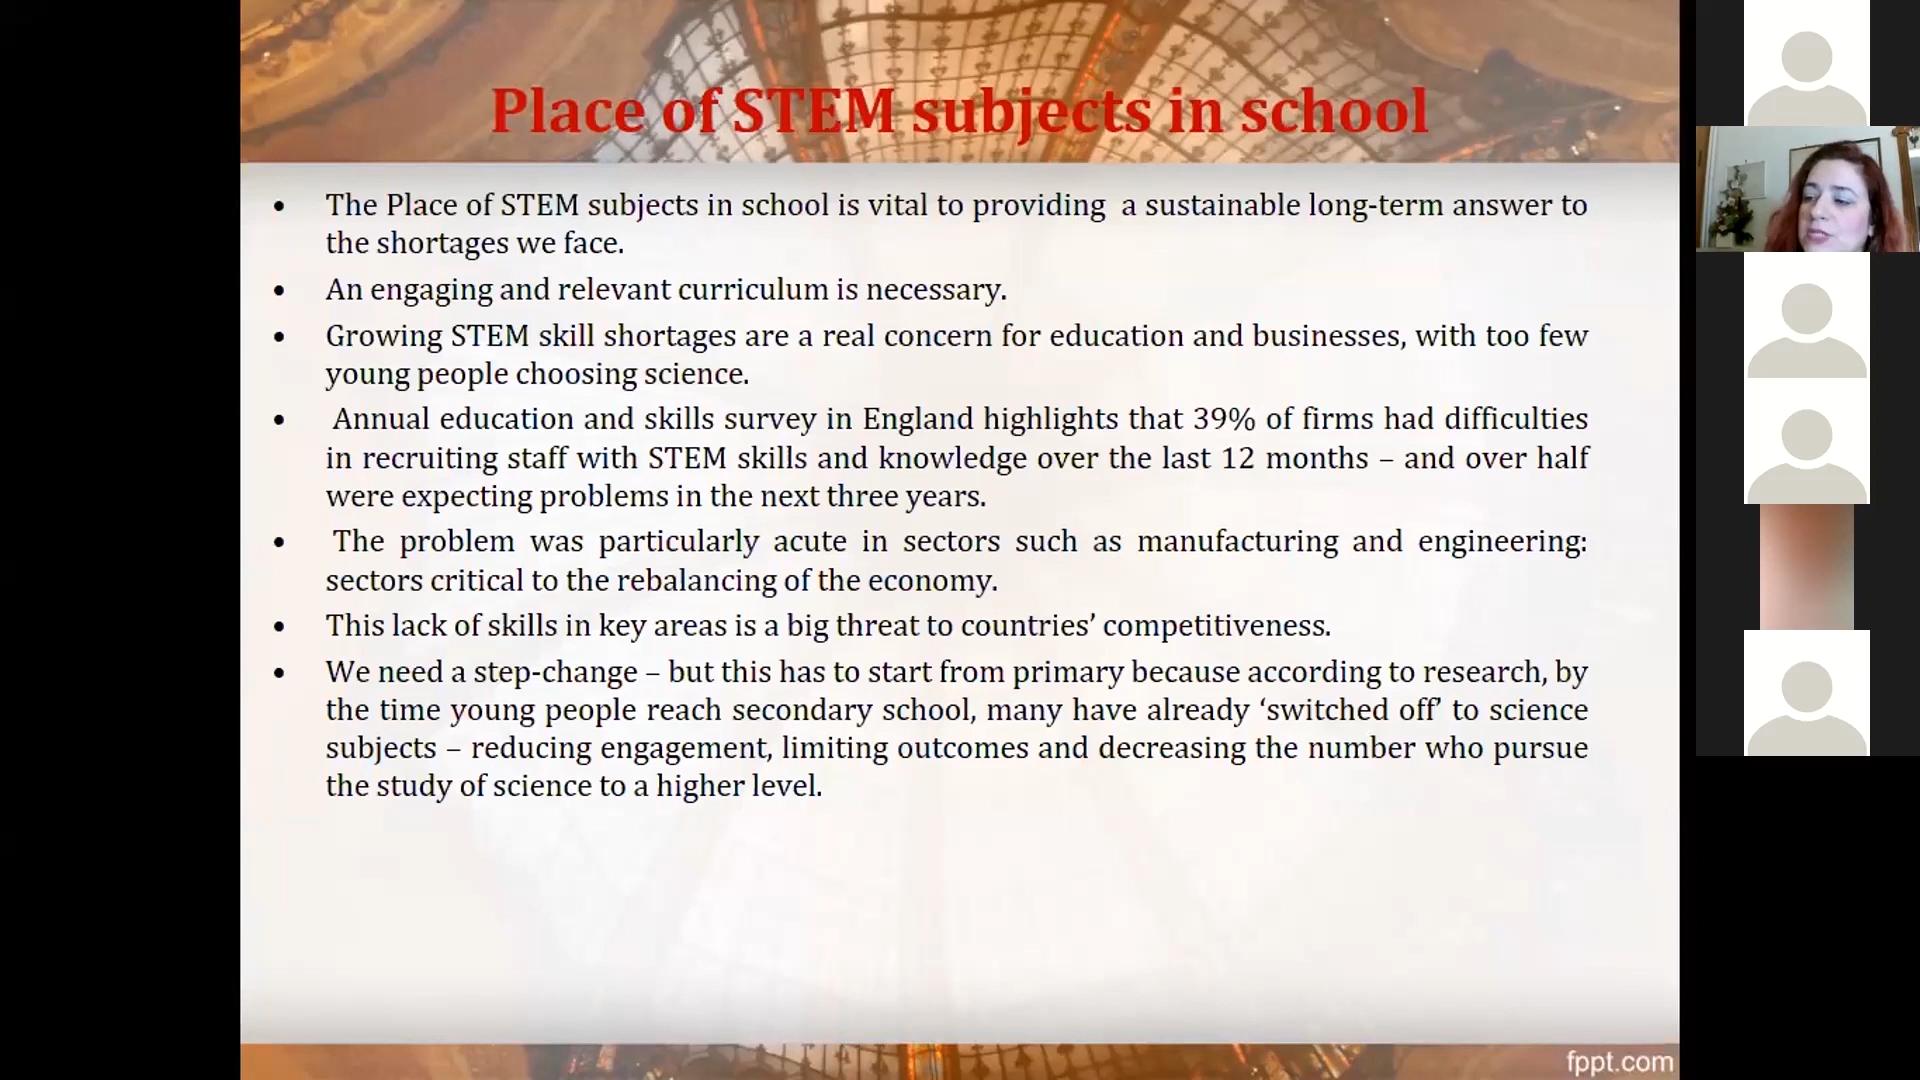 Place of STEM subjects in school
• The Place of STEM subjects in school is vital to providing a sustainable long-term answer to
the shortages we face.
• An engaging and relevant curriculum is necessary.
• Growing STEM skill shortages are a real concern for education and businesses, with too few
young people choosing science.
• Annual education and skills survey in England highlights that 39% of firms had difficulties
in recruiting staff with STEM skills and knowledge over the last 12 months – and over half
were expecting problems in the next three years.
• The problem was particularly acute in sectors such as manufacturing and engineering:
sectors critical to the rebalancing of the economy.
• This lack of skills in key areas is a big threat to countries’ competitiveness.
• We need a step-change – but this has to start from primary because according to research, by
the time young people reach secondary school, many have already ‘switched off’ to science
subjects – reducing engagement, limiting outcomes and decreasing the number who pursue
the study of science to a higher level.
fppt.com